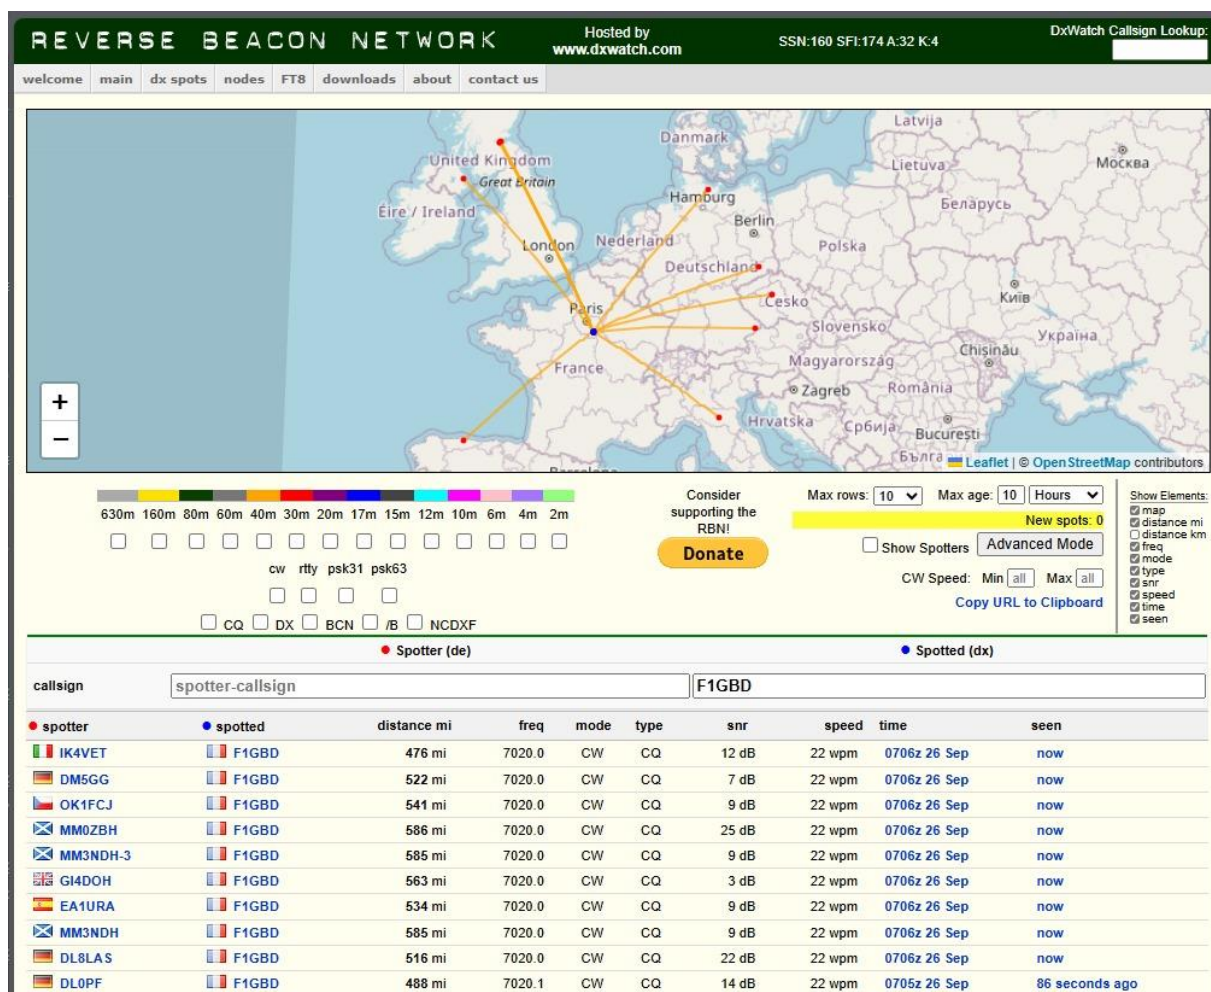 REVERSE BEACON NETWORK
Hosted by
www.dxwatch.com
SSN:160 SFI:174 A:32 K:4
DxWatch Callsign Lookup:
welcome main dx spots nodes FT8 downloads about contact us
Latvija
Danmark
Москва
United Kingdom
Lietuva
Great Britain
Hamburg
Беларусь
Éire / Ireland
Berlin
London
Nederland
Polska
Deutschland
Česko
Київ
Paris
Slovensko
Україна
Chișinău
Magyarország
France
Zagreb
România
+
Hrvatska
Србија
București
−
Бълга
Barcelona
Leaflet | © OpenStreetMap contributors
630m 160m 80m 60m 40m 30m 20m 17m 15m 12m 10m 6m 4m 2m
cw rtty psk31 psk63
CQ DX BCN /B NCDXF
Consider
supporting the
RBN!
Donate
Max rows: 10 Max age: 10 Hours
New spots: 0
Show Spotters Advanced Mode
CW Speed: Min all Max all
Copy URL to Clipboard
Show Elements:
map
distance mi
distance km
freq
mode
type
snr
speed
time
seen
Spotter (de) Spotted (dx)
callsign spotter-callsign F1GBD
spotter spotted distance mi freq mode type snr speed time seen
IK4VET F1GBD 476 mi 7020.0 CW CQ 12 dB 22 wpm 0706z 26 Sep now
DM5GG F1GBD 522 mi 7020.0 CW CQ 7 dB 22 wpm 0706z 26 Sep now
OK1FCJ F1GBD 541 mi 7020.0 CW CQ 9 dB 22 wpm 0706z 26 Sep now
MM0ZBH F1GBD 586 mi 7020.0 CW CQ 25 dB 22 wpm 0706z 26 Sep now
MM3NDH-3 F1GBD 585 mi 7020.0 CW CQ 9 dB 22 wpm 0706z 26 Sep now
GI4DOH F1GBD 563 mi 7020.0 CW CQ 3 dB 22 wpm 0706z 26 Sep now
EA1URA F1GBD 534 mi 7020.0 CW CQ 9 dB 22 wpm 0706z 26 Sep now
MM3NDH F1GBD 585 mi 7020.0 CW CQ 9 dB 22 wpm 0706z 26 Sep now
DL8LAS F1GBD 516 mi 7020.0 CW CQ 22 dB 22 wpm 0706z 26 Sep now
DL0PF F1GBD 488 mi 7020.1 CW CQ 14 dB 22 wpm 0705z 26 Sep 86 seconds ago